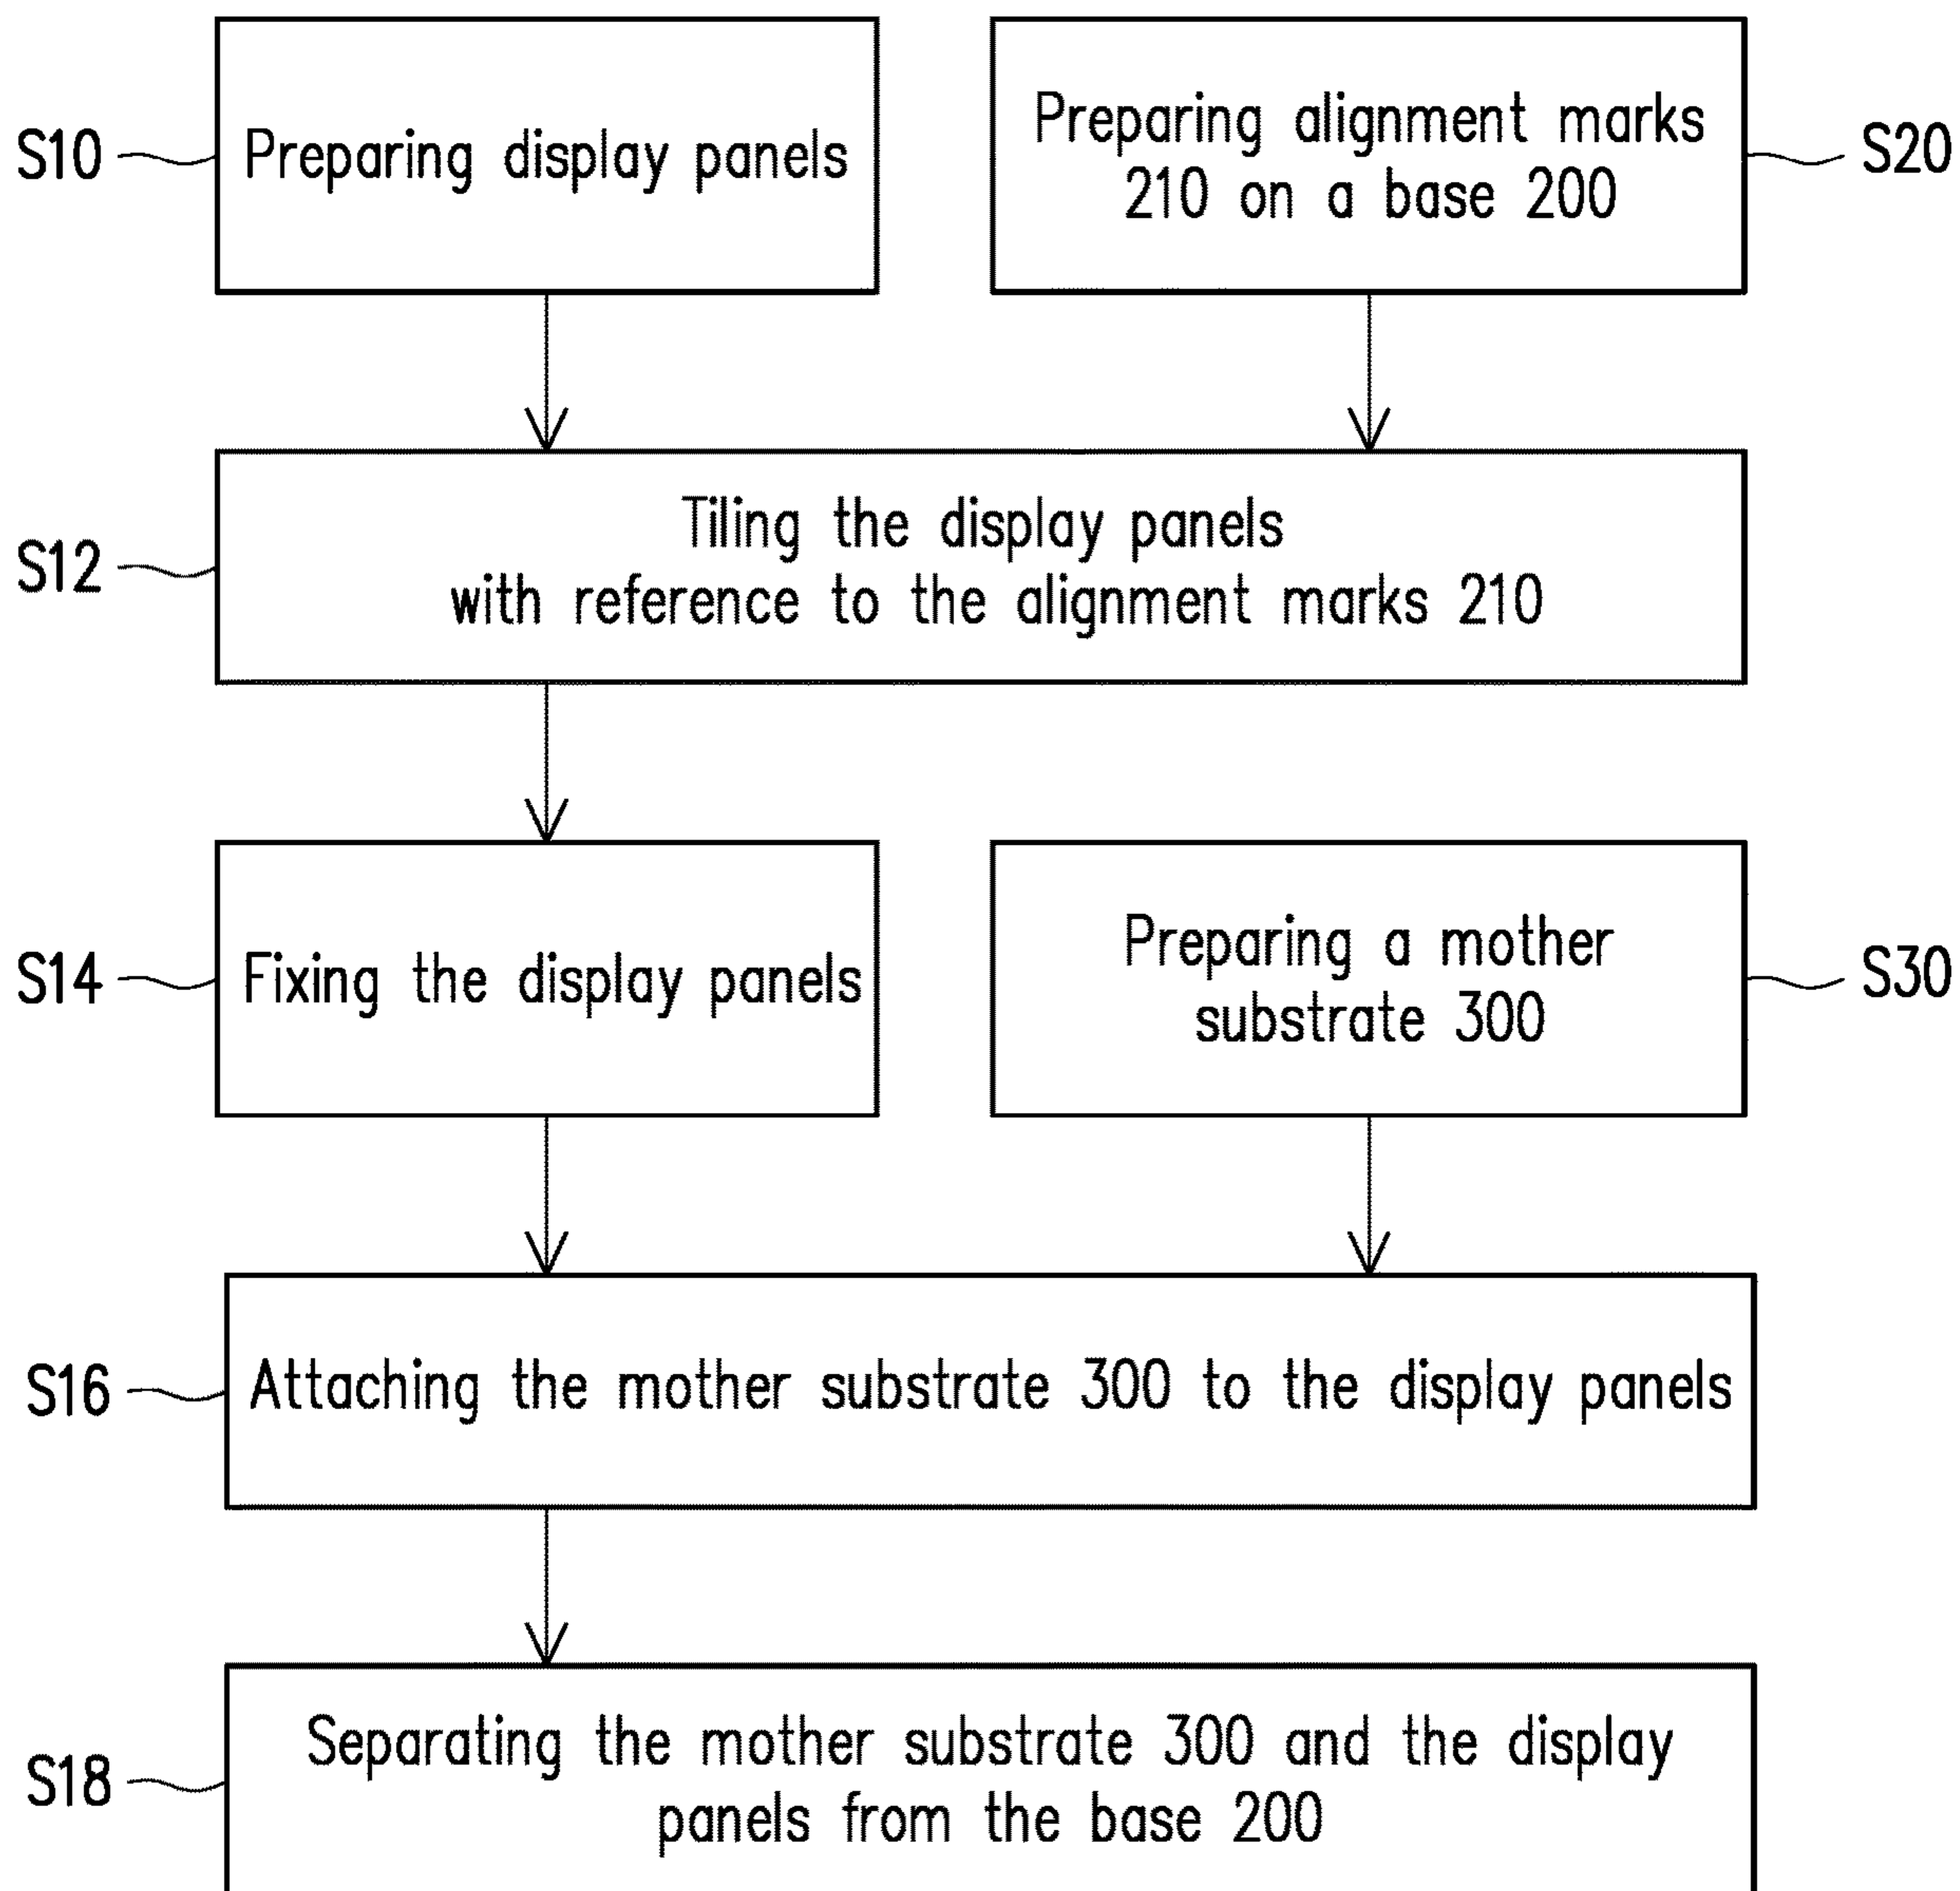 S10
Preparing display panels
Preparing alignment marks
210 on a base 200
S20
S12
Tiling the display panels
with reference to the alignment marks 210
S14
Fixing the display panels
Preparing a mother
substrate 300
S30
S16
Attaching the mother substrate 300 to the display panels
S18
Separating the mother substrate 300 and the display
panels from the base 200